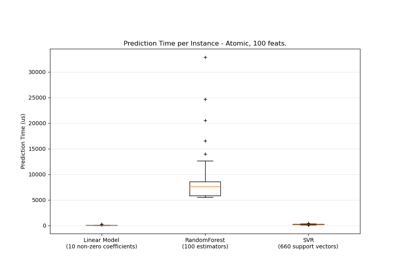 Prediction Time per Instance - Atomic, 100 feats.
Prediction Time (us)
30000
25000
20000
15000
10000
5000
0
Linear Model
(10 non-zero coefficients)
RandomForest
(100 estimators)
SVR
(660 support vectors)